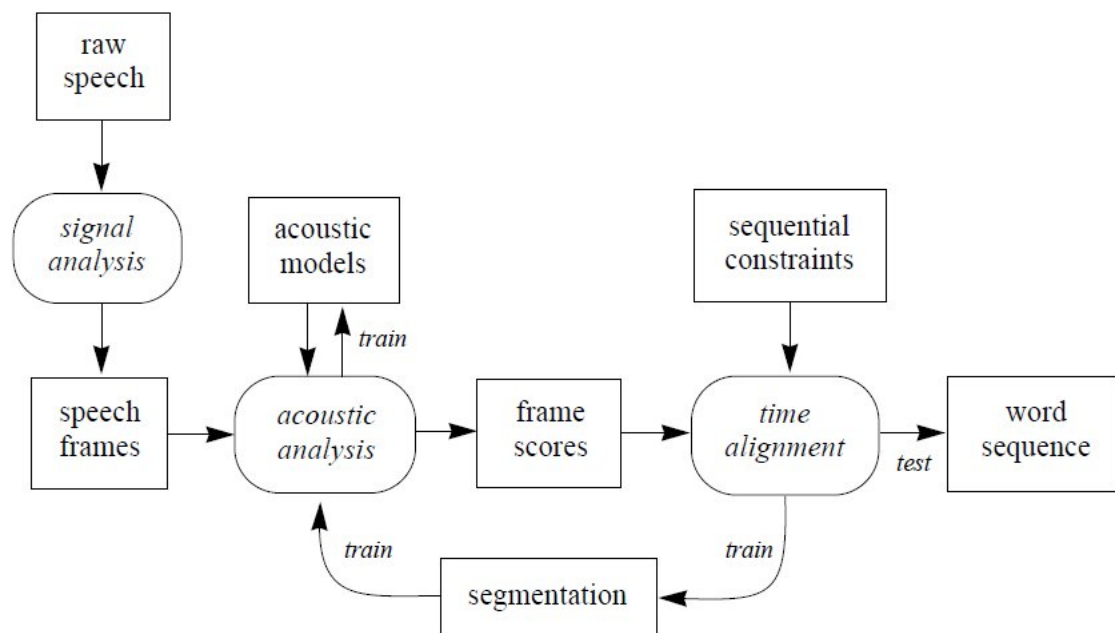 raw
speech
signal
analysis
acoustic
models
sequential
constraints
train
speech
frames
acoustic
analysis
frame
scores
time
alignment
test
word
sequence
train
train
segmentation